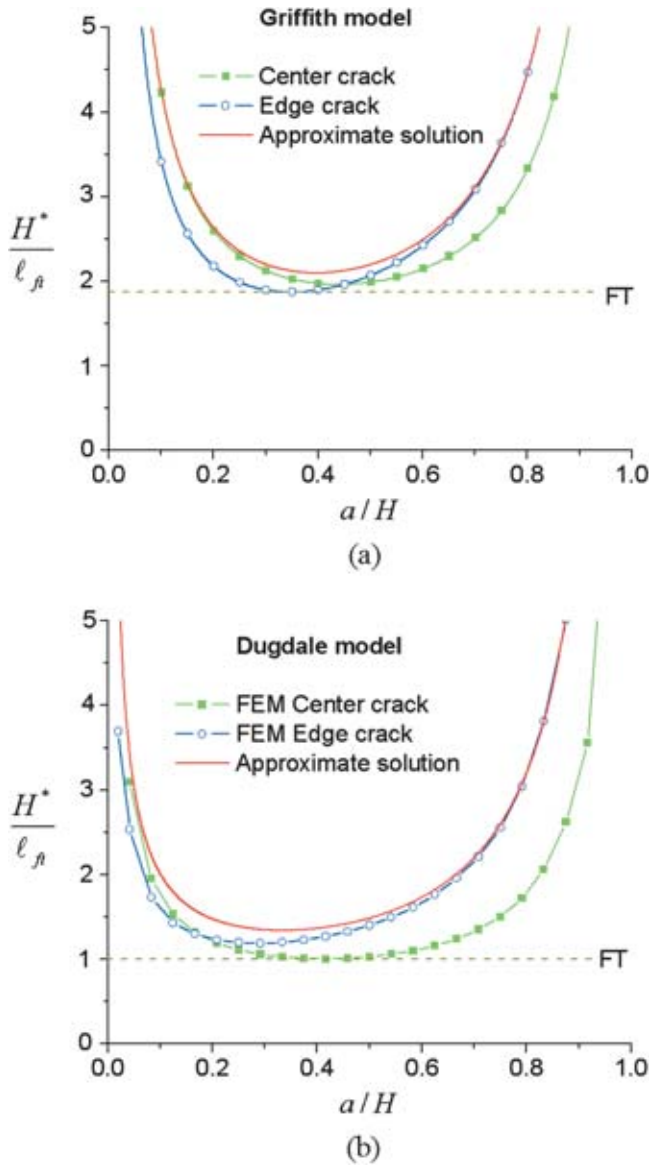 Griffith model
Center crack
Edge crack
Approximate solution
H*
ℓft
FT
5
4
3
2
1
0
0.0 0.2 0.4 0.6 0.8 1.0
a / H
(a)
Dugdale model
FEM Center crack
FEM Edge crack
Approximate solution
H*
ℓft
FT
5
4
3
2
1
0
0.0 0.2 0.4 0.6 0.8 1.0
a / H
(b)